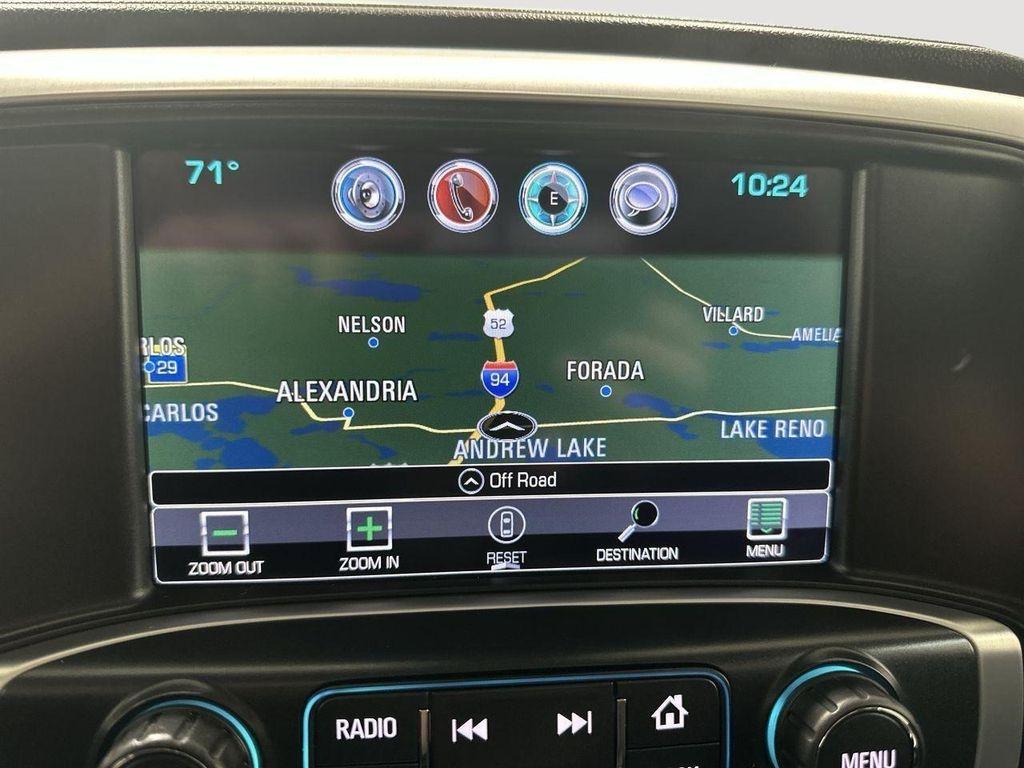 71°
E
10:24
52
NELSON
VILLARD
AMELIA
RLOS
29
94
FORADA
ALEXANDRIA
CARLOS
ANDREW LAKE
LAKE RENO
Off Road
ZOOM OUT
ZOOM IN
RESET
DESTINATION
MENU
RADIO
MENU